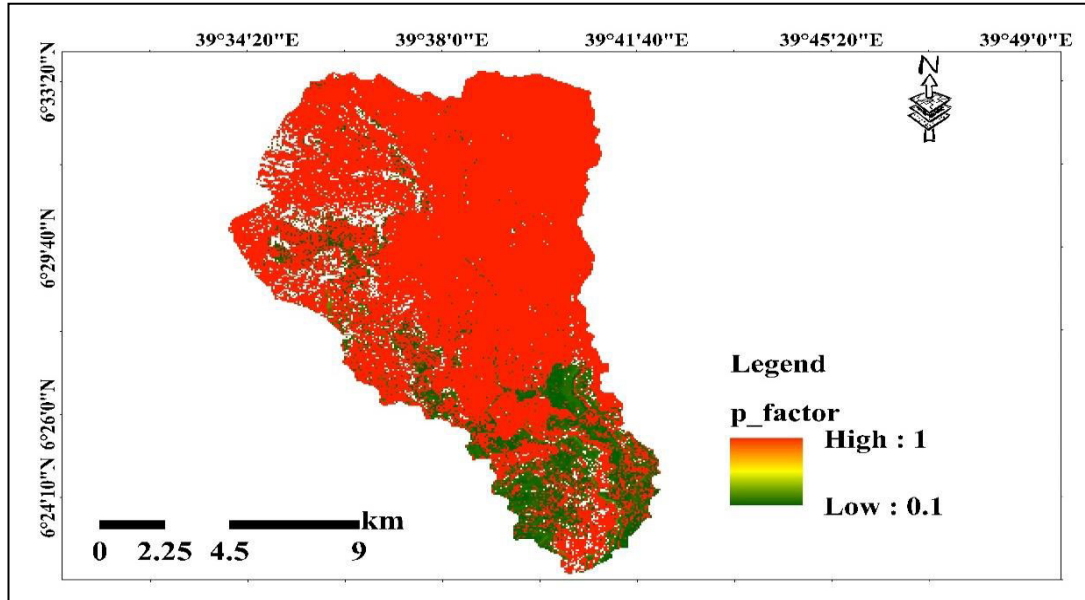 39°34'20"E 39°38'0"E 39°41'40"E 39°45'20"E 39°49'0"E
6°33'20"N
6°29'40"N
6°26'0"N
6°24'10"N
N
Legend
p_factor
High : 1
Low : 0.1
km
0 2.25 4.5 9